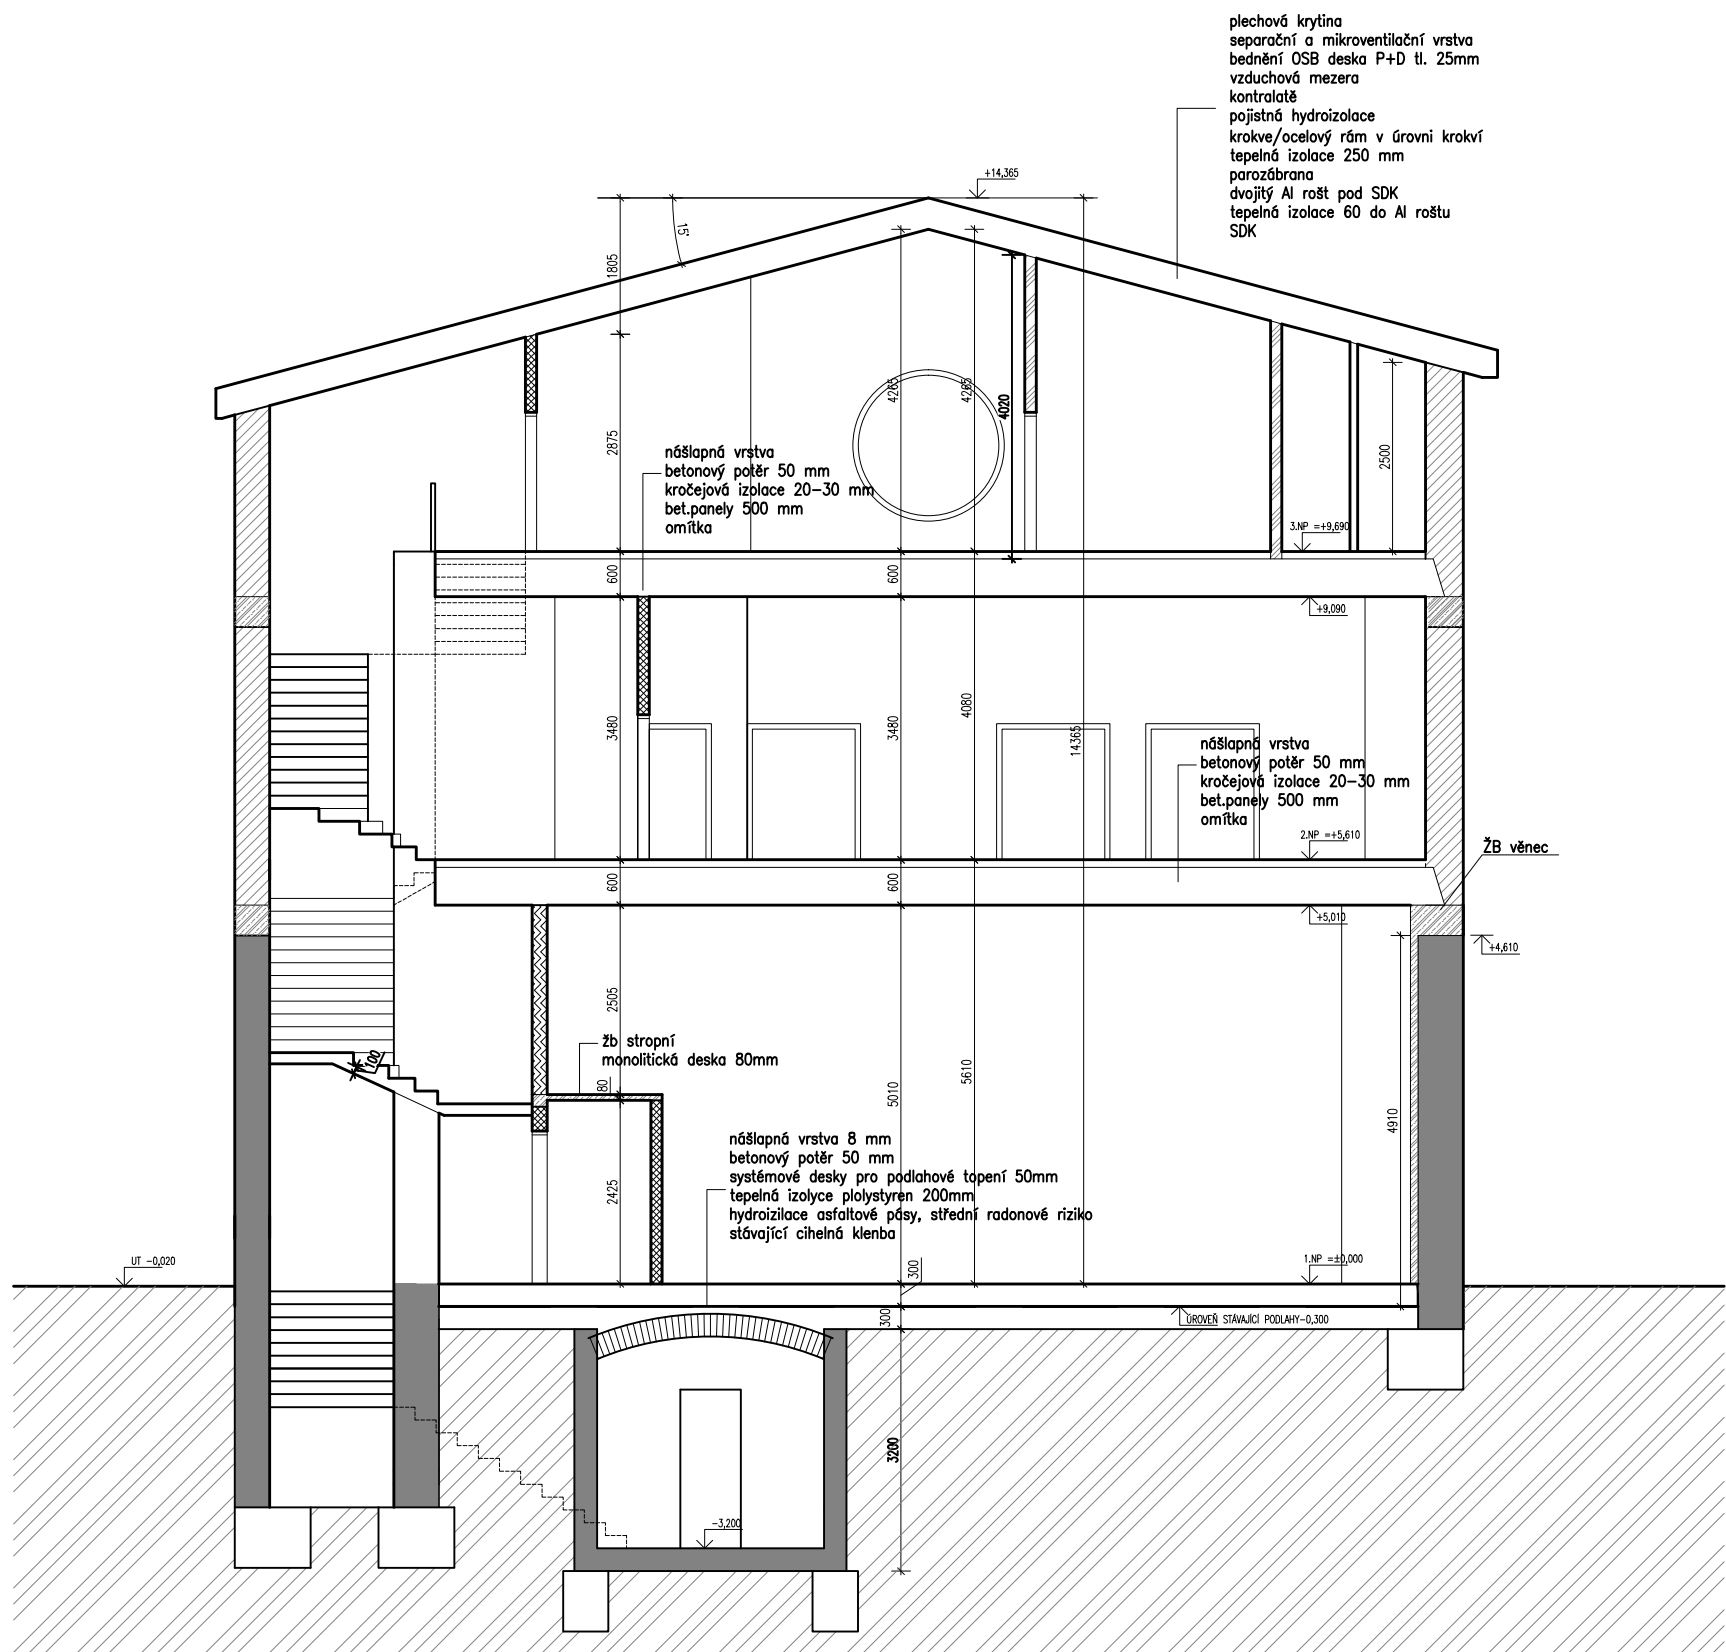 plechová krytina
separační a mikroventilační vrstva
bednění OSB deska P+D tl. 25mm
vzduchová mezera
kontralatě
pojistná hydroizolace
krokve/ocelový rám v úrovni krokví
tepelná izolace 250 mm
parozábrana
dvojitý Al rošt pod SDK
tepelná izolace 60 do Al roštu
SDK
+14,365
15°
1805
4265
4265
4020
2875
2500
nášlapná vrstva
betonový potěr 50 mm
kročejová izolace 20-30 mm
bet.panely 500 mm
omítka
3.NP =+9,690
600
600
+9,090
3480
3480
4080
14365
nášlapná vrstva
betonový potěr 50 mm
kročejová izolace 20-30 mm
bet.panely 500 mm
omítka
2.NP =+5,610
ŽB věnec
600
600
+5,010
+4,610
2505
100
žb stropní
monolitická deska 80mm
80
5010
5610
4910
2425
nášlapná vrstva 8 mm
betonový potěr 50 mm
systémové desky pro podlahové topení 50mm
tepelná izolyce plolystyren 200mm
hydroizilace asfaltové pásy, střední radonové riziko
stávající cihelná klenba
UT -0,020
300
1.NP =±0,000
300
ÚROVEŇ STÁVAJÍCÍ PODLAHY-0,300
3200
-3,200